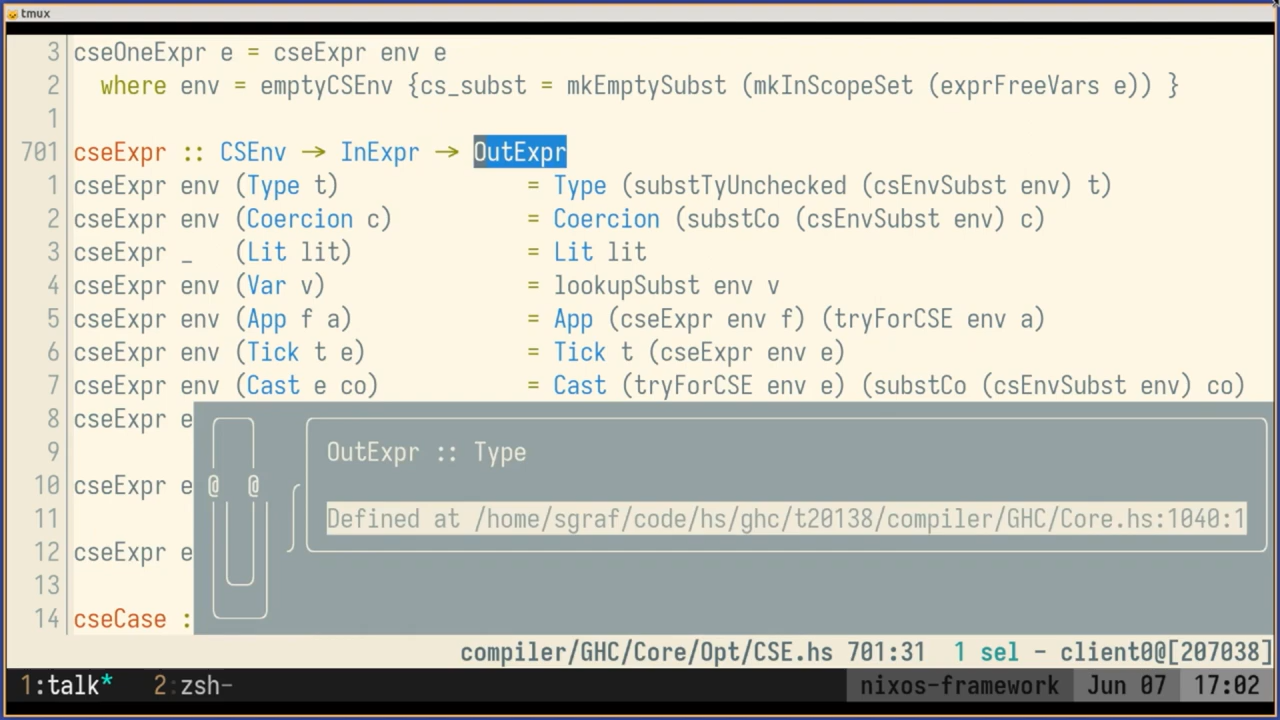 tmux
3 cseOneExpr e = cseExpr env e
2   where env = emptyCSEnv {cs_subst = mkEmptySubst (mkInScopeSet (exprFreeVars e)) }
1
701 cseExpr :: CSEnv → InExpr → OutExpr
1 cseExpr env (Type t)              = Type (substTyUnchecked (csEnvSubst env) t)
2 cseExpr env (Coercion c)          = Coercion (substCo (csEnvSubst env) c)
3 cseExpr _   (Lit lit)             = Lit lit
4 cseExpr env (Var v)               = lookupSubst env v
5 cseExpr env (App f a)             = App (cseExpr env f) (tryForCSE env a)
6 cseExpr env (Tick t e)            = Tick t (cseExpr env e)
7 cseExpr env (Cast e co)           = Cast (tryForCSE env e) (substCo (csEnvSubst env) co)
8 cseExpr e
9 OutExpr :: Type
10 cseExpr e @ @
11 Defined at /home/sgraf/code/hs/ghc/t20138/compiler/GHC/Core.hs:1040:1
12 cseExpr e
13
14 cseCase :
compiler/GHC/Core/Opt/CSE.hs 701:31 1 sel - client0@[207038]
1:talk* 2:zsh- nixos-framework Jun 07 17:02